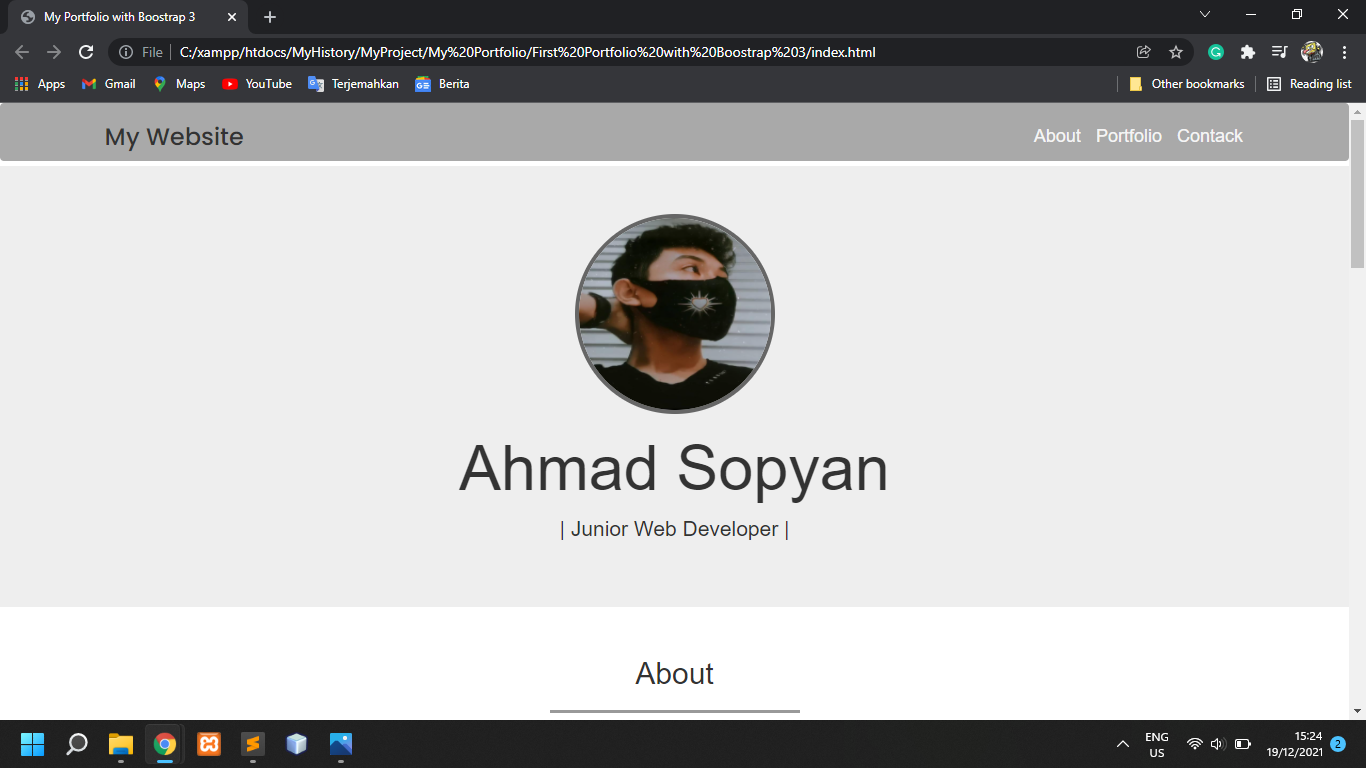 My Portfolio with Boostrap 3
File C:/xampp/htdocs/MyHistory/MyProject/My%20Portfolio/First%20Portfolio%20with%20Boostrap%203/index.html
Apps Gmail Maps YouTube Terjemahkan Berita Other bookmarks Reading list
My Website About Portfolio Contack
Ahmad Sopyan
| Junior Web Developer |
About
ENG 15:24
US 19/12/2021 2